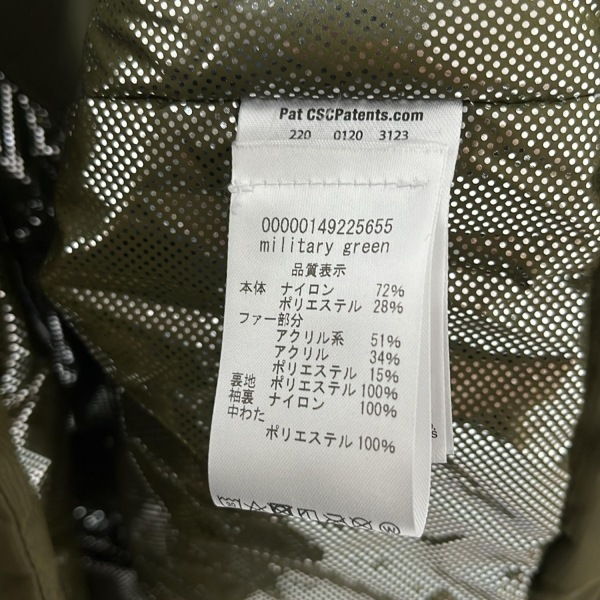 Pat CSCPatents.com
220 0120 3123
00000149225655
military green
品質表示
本体 ナイロン 72%
ポリエステル 28%
ファー部分
アクリル系 51%
アクリル 34%
ポリエステル 15%
裏地 ポリエステル 100%
袖裏 ナイロン 100%
中わた
ポリエステル 100%